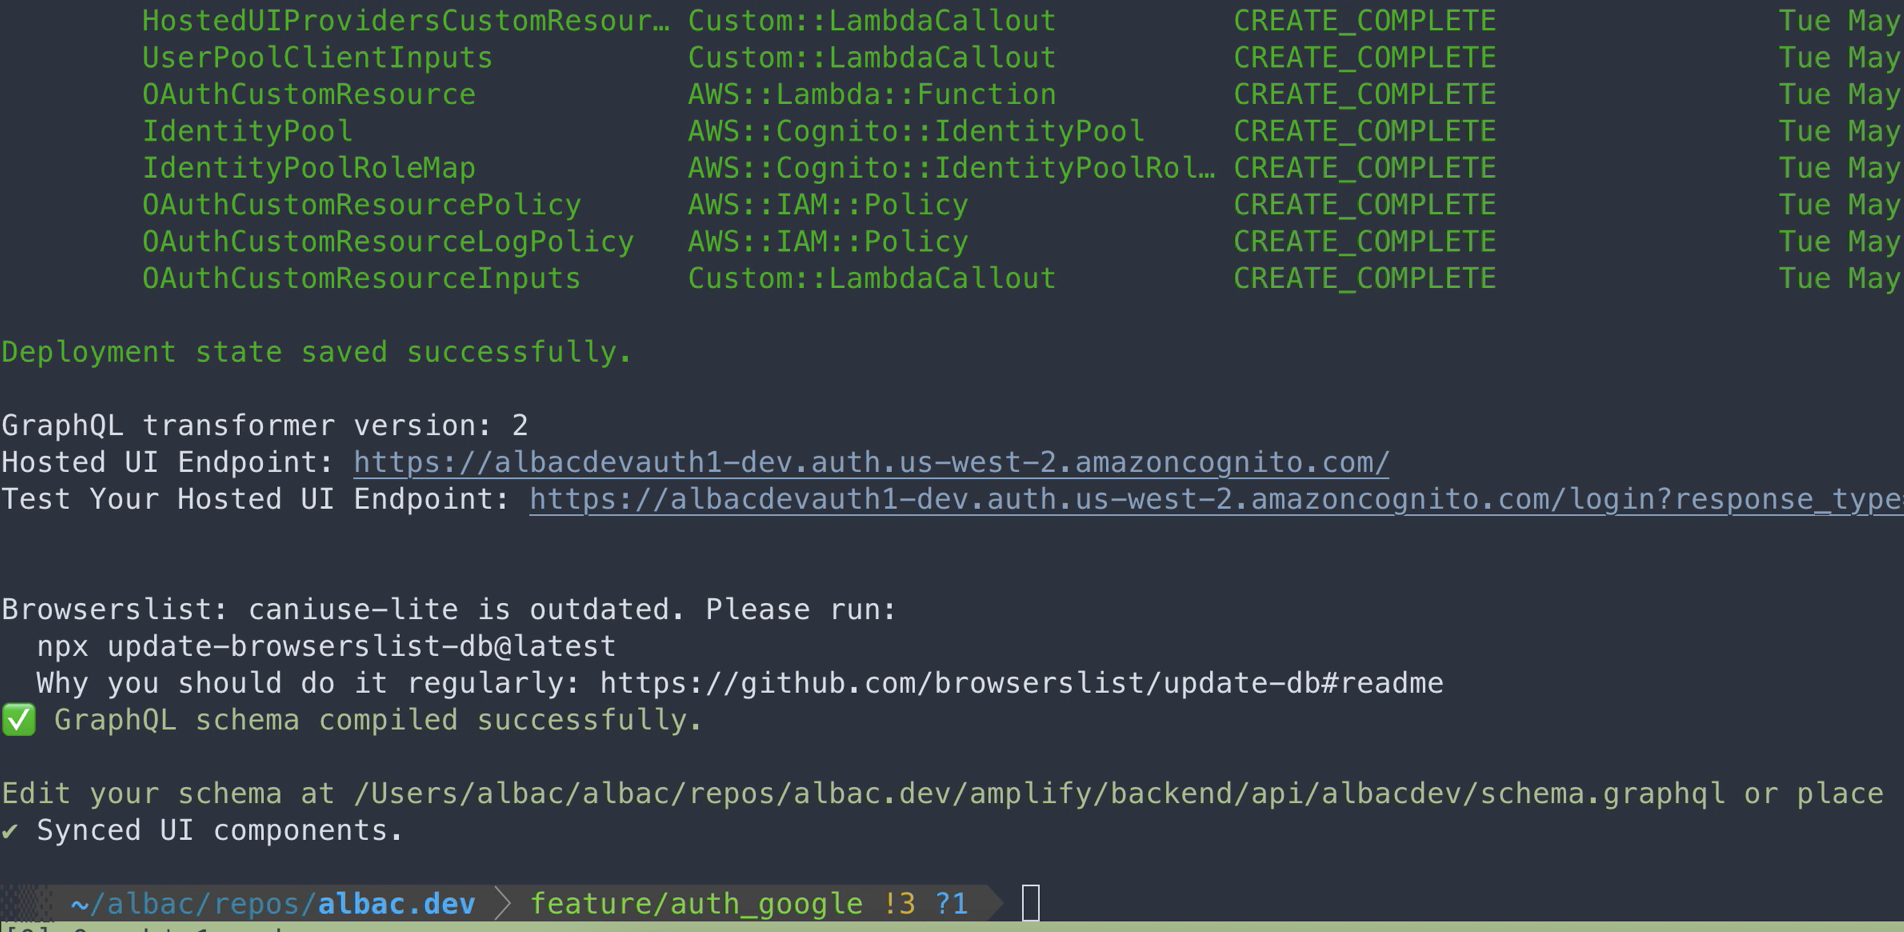 HostedUIProvidersCustomResour… Custom::LambdaCallout CREATE_COMPLETE Tue May
UserPoolClientInputs Custom::LambdaCallout CREATE_COMPLETE Tue May
OAuthCustomResource AWS::Lambda::Function CREATE_COMPLETE Tue May
IdentityPool AWS::Cognito::IdentityPool CREATE_COMPLETE Tue May
IdentityPoolRoleMap AWS::Cognito::IdentityPoolRol… CREATE_COMPLETE Tue May
OAuthCustomResourcePolicy AWS::IAM::Policy CREATE_COMPLETE Tue May
OAuthCustomResourceLogPolicy AWS::IAM::Policy CREATE_COMPLETE Tue May
OAuthCustomResourceInputs Custom::LambdaCallout CREATE_COMPLETE Tue May
Deployment state saved successfully.
GraphQL transformer version: 2
Hosted UI Endpoint: https://albacdevauth1-dev.auth.us-west-2.amazoncognito.com/
Test Your Hosted UI Endpoint: https://albacdevauth1-dev.auth.us-west-2.amazoncognito.com/login?response_type
Browserslist: caniuse-lite is outdated. Please run:
npx update-browserslist-db@latest
Why you should do it regularly: https://github.com/browserslist/update-db#readme
✅ GraphQL schema compiled successfully.
Edit your schema at /Users/albac/albac/repos/albac.dev/amplify/backend/api/albacdev/schema.graphql or place
✔ Synced UI components.
~/albac/repos/albac.dev feature/auth_google !3 ?1